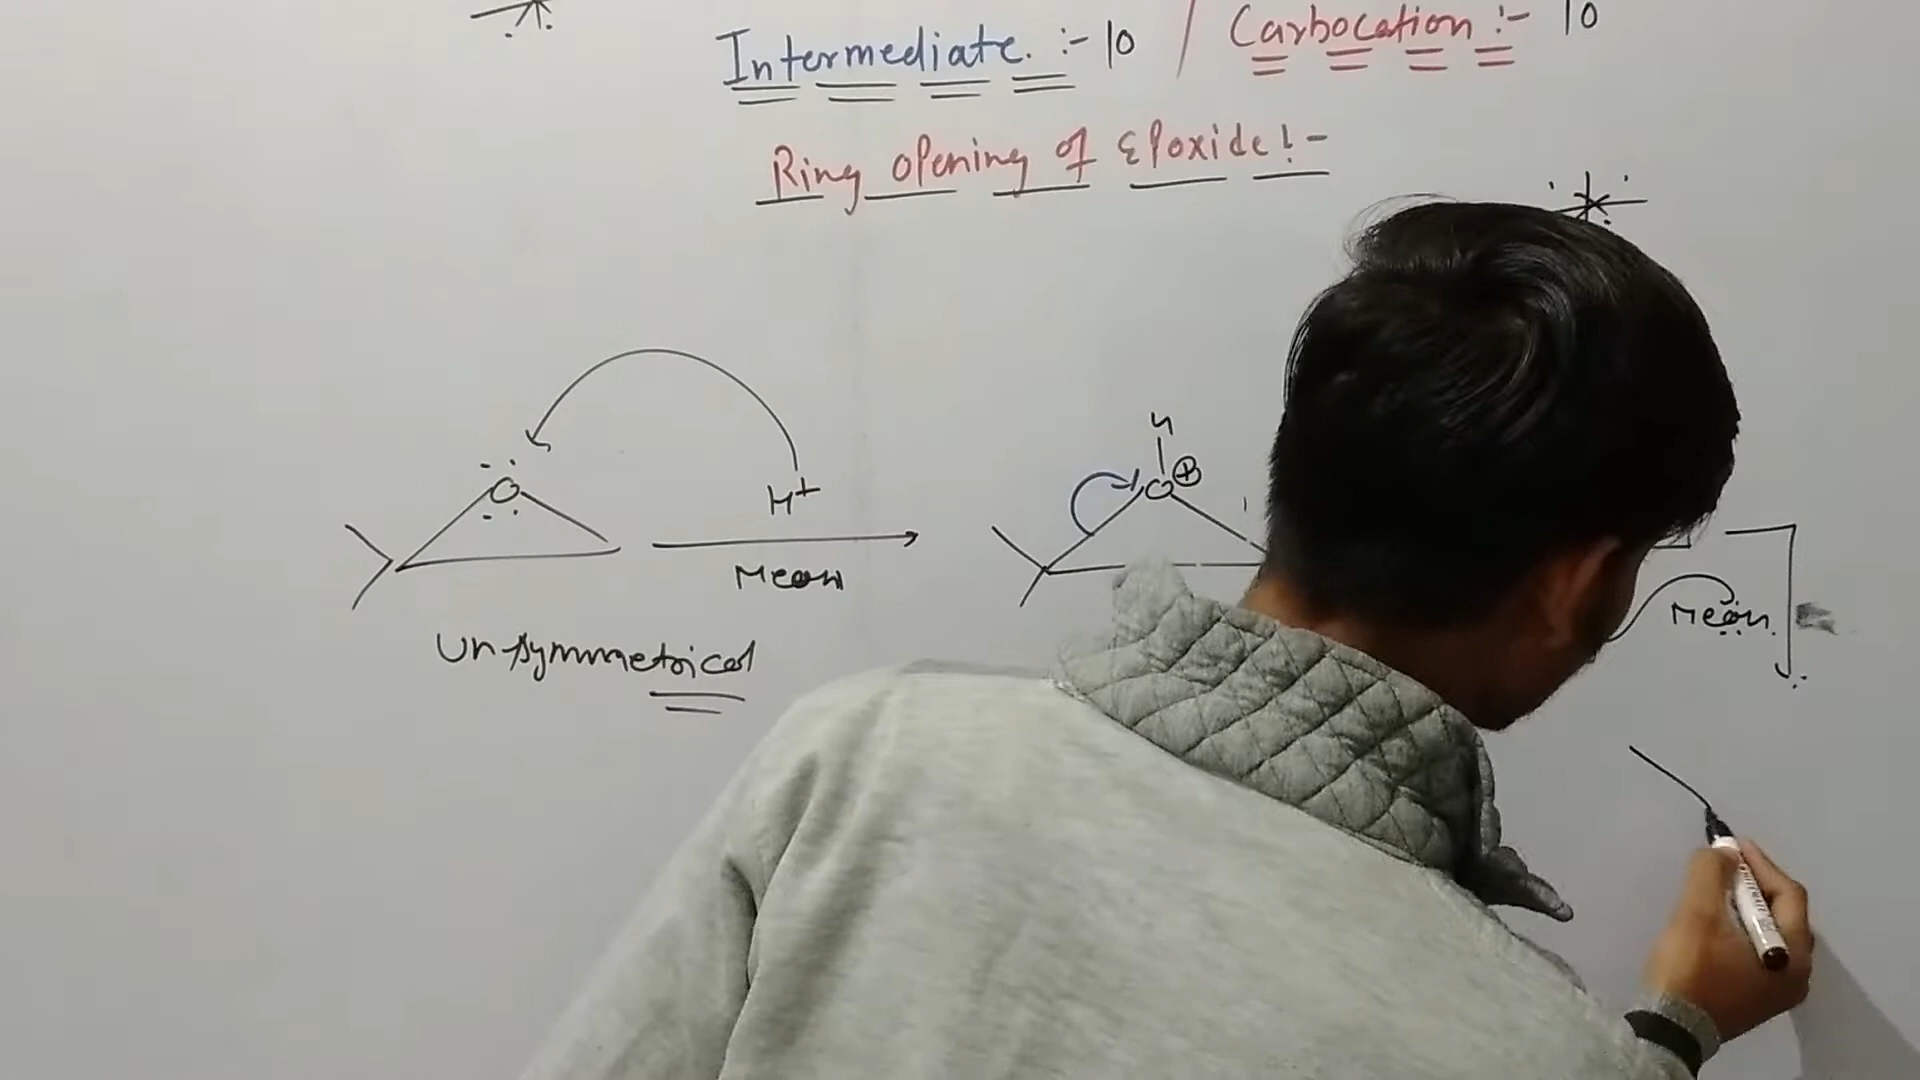 Intermediate :- 10 / Carbocation :- 10
Ring opening of Epoxide :-
H
O ⊕
O
H+
MeOH
MeOH
Unsymmetrical